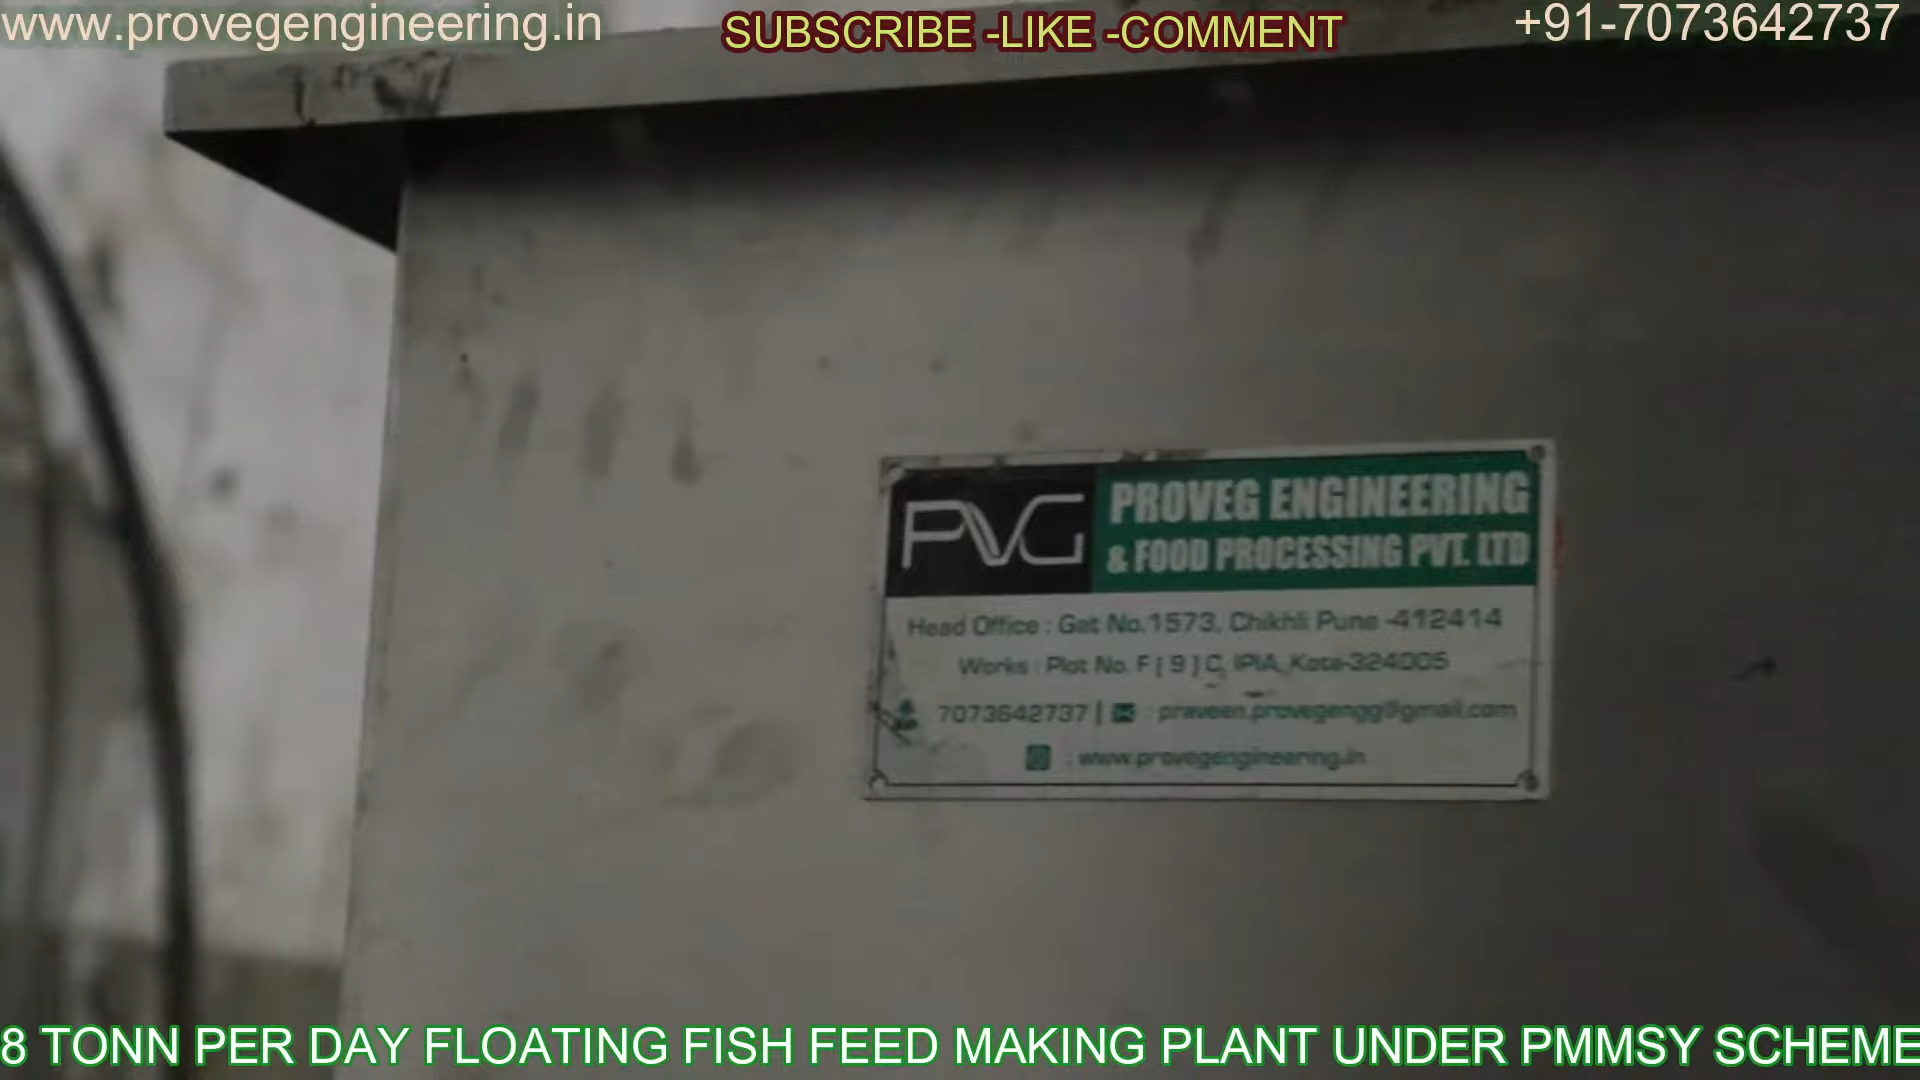 www.provegengineering.in
SUBSCRIBE -LIKE -COMMENT
+91-7073642737
PVG
PROVEG ENGINEERING
& FOOD PROCESSING PVT. LTD
Head Office : Gat No.1573, Chikhli Pune -412414
Works : Plot No. F ( 9 ) C, IPIA, Kota-324005
7073642737 | : praveen.provegengg@gmail.com
: www.provegengineering.in
8 TONN PER DAY FLOATING FISH FEED MAKING PLANT UNDER PMMSY SCHEME